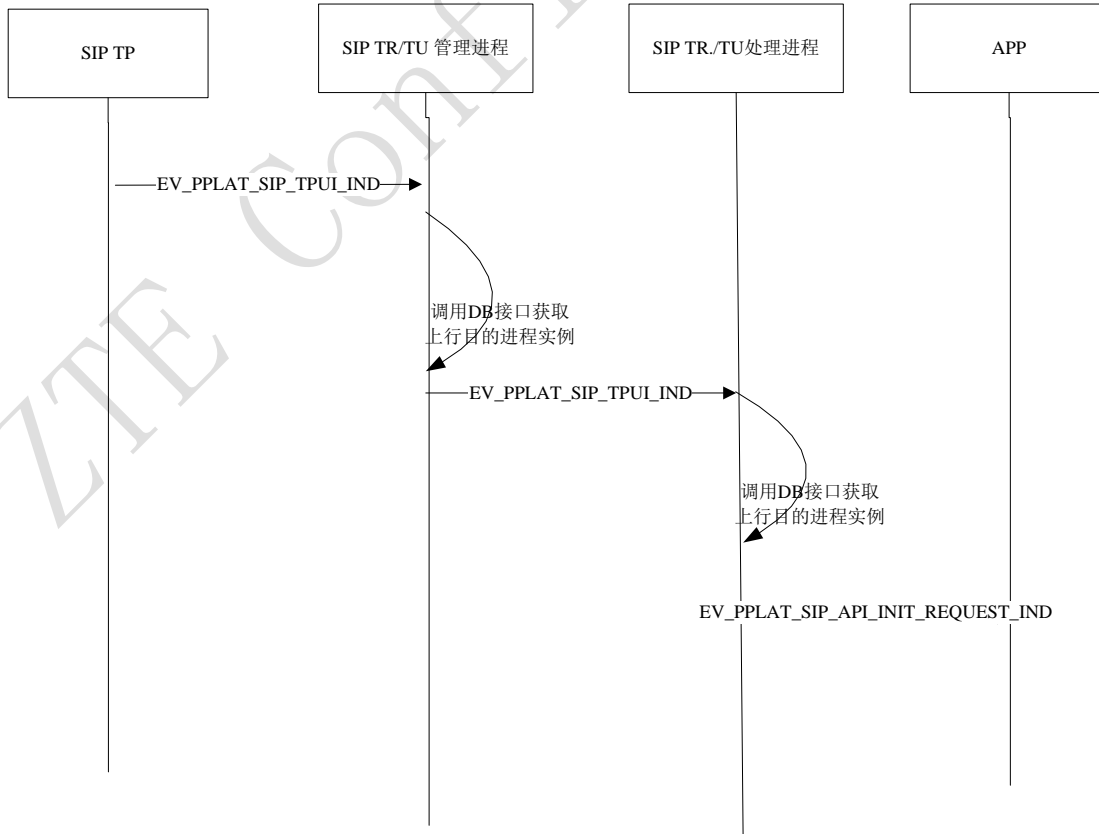 SIP TP
SIP TR/TU 管理进程
SIP TR./TU处理进程
APP
EV_PPLAT_SIP_TPUI_IND
调用DB接口获取
上行目的进程实例
EV_PPLAT_SIP_TPUI_IND
调用DB接口获取
上行目的进程实例
EV_PPLAT_SIP_API_INIT_REQUEST_IND
ZTE Conf